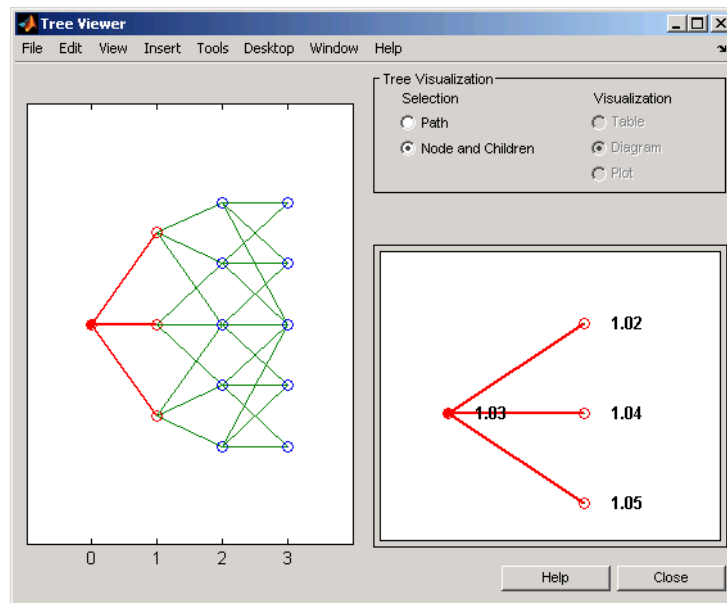 Tree Viewer
File Edit View Insert Tools Desktop Window Help
Tree Visualization
Selection
Visualization
Path
Table
Node and Children
Diagram
Plot
1.02
1.03
1.04
1.05
0 1 2 3
Help
Close